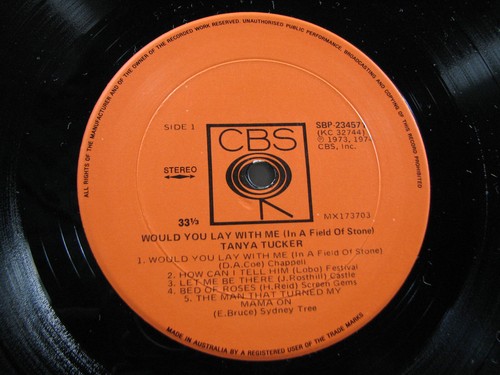 ALL RIGHTS OF THE MANUFACTURER AND OF THE OWNER OF THE RECORDED WORK RESERVED. UNAUTHORISED PUBLIC PERFORMANCE, BROADCASTING AND COPYING OF THIS RECORD PROHIBITED
SIDE 1
CBS
SBP-23457
(KC 32744)
℗ 1973, 197
CBS, Inc.
STEREO
33⅓
MX173703
WOULD YOU LAY WITH ME (In A Field Of Stone)
TANYA TUCKER
1. WOULD YOU LAY WITH ME (In A Field Of Stone)
(D.A.Coe) Chappell
2. HOW CAN I TELL HIM (Lobo) Festival
3. LET ME BE THERE (J.Rosthill) Castle
4. BED OF ROSES (H.Reid) Screen Gems
5. THE MAN THAT TURNED MY
MAMA ON
(E.Bruce) Sydney Tree
MADE IN AUSTRALIA BY A REGISTERED USER OF THE TRADE MARKS